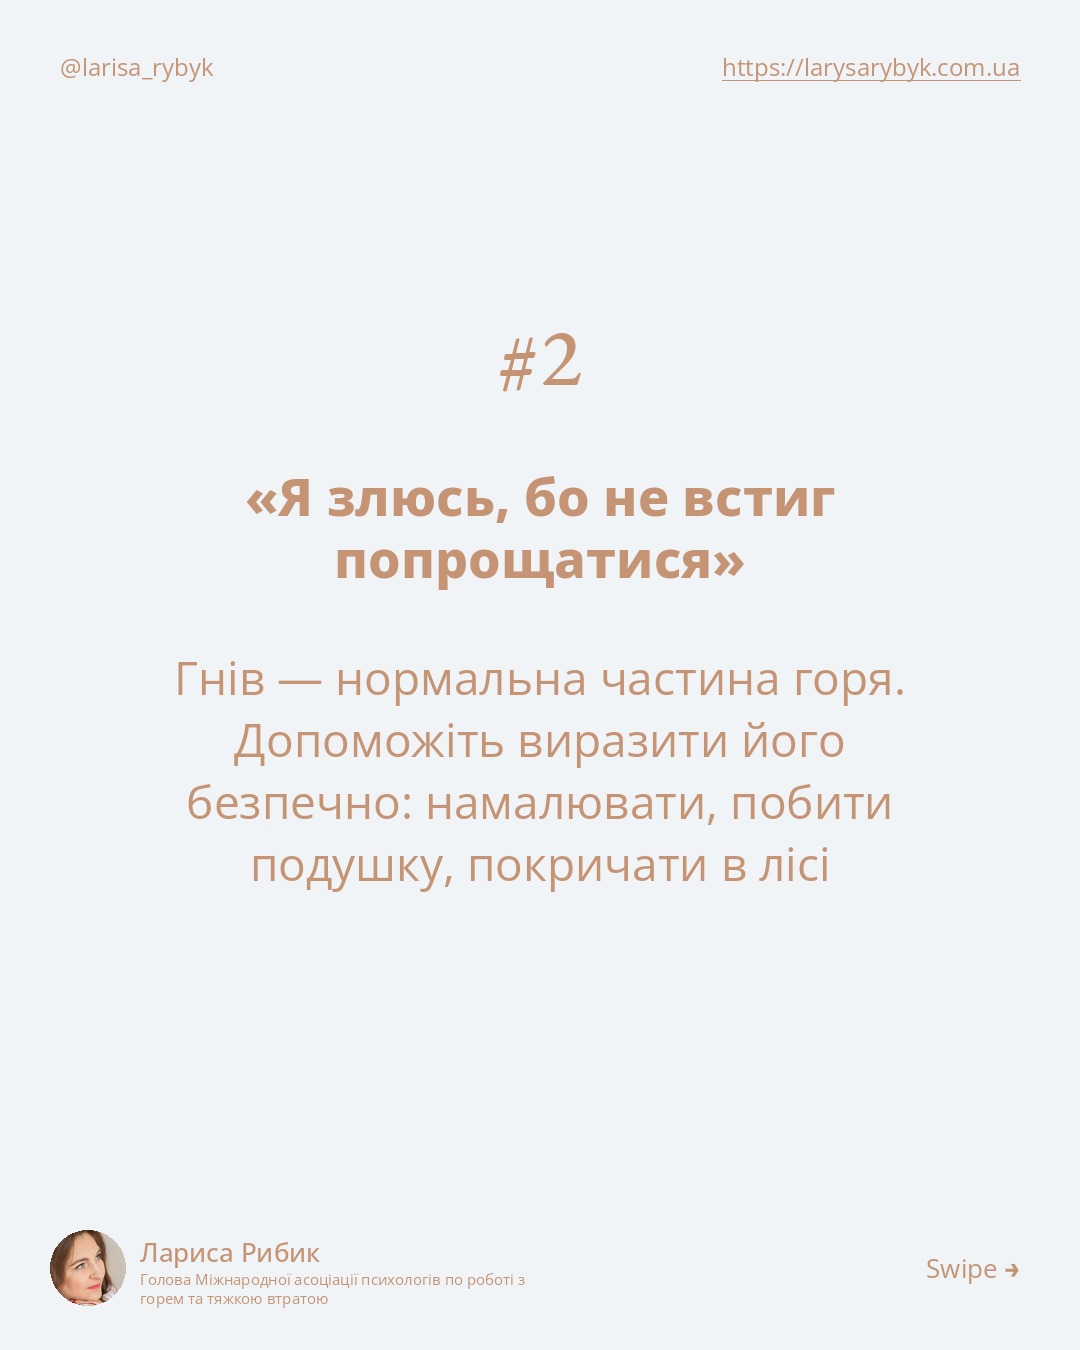 @larisa_rybyk
https://larysarybyk.com.ua
#2
«Я злюсь, бо не встиг
попрощатися»
Гнів — нормальна частина горя.
Допоможіть виразити його
безпечно: намалювати, побити
подушку, покричати в лісі
Лариса Рибик
Голова Міжнародної асоціації психологів по роботі з
горем та тяжкою втратою
Swipe →